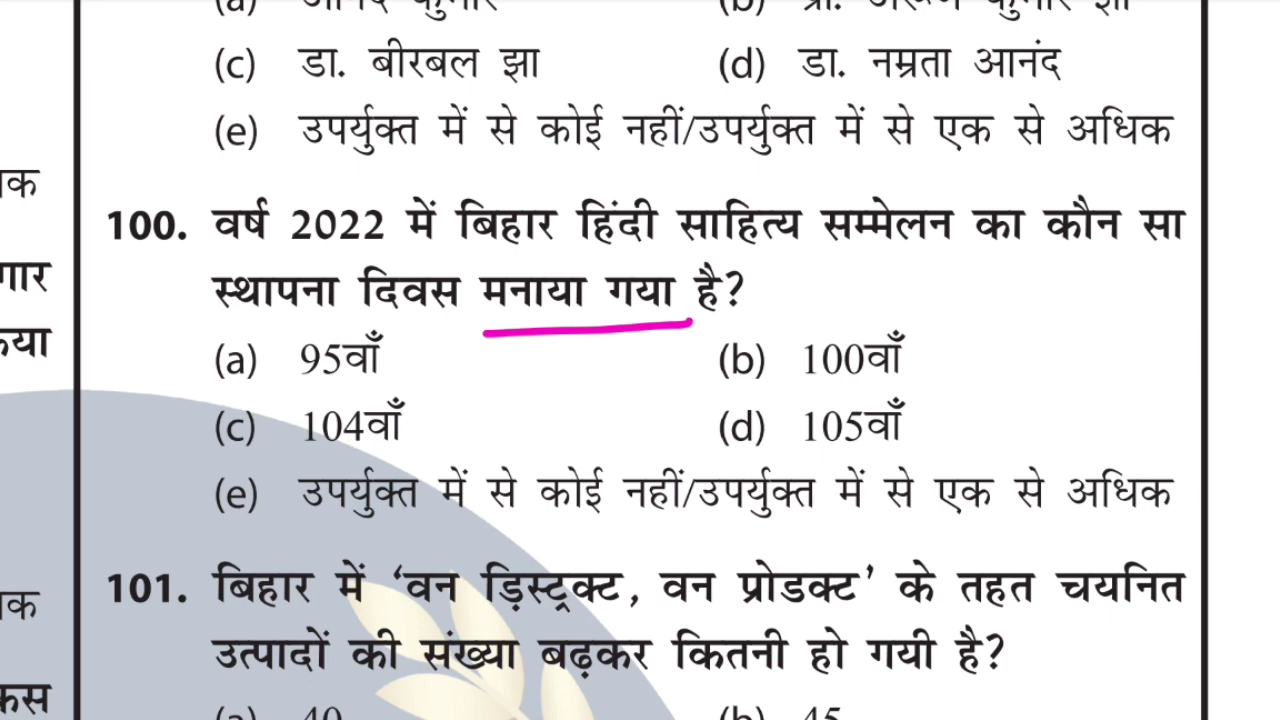 (c) डा. बीरबल झा (d) डा. नम्रता आनंद
(e) उपर्युक्त में से कोई नहीं/उपर्युक्त में से एक से अधिक
100. वर्ष 2022 में बिहार हिंदी साहित्य सम्मेलन का कौन सा
स्थापना दिवस मनाया गया है?
(a) 95वाँ (b) 100वाँ
(c) 104वाँ (d) 105वाँ
(e) उपर्युक्त में से कोई नहीं/उपर्युक्त में से एक से अधिक
101. बिहार में ‘वन ड़िस्ट्रक्ट, वन प्रोडक्ट’ के तहत चयनित
उत्पादों की संख्या बढ़कर कितनी हो गयी है?